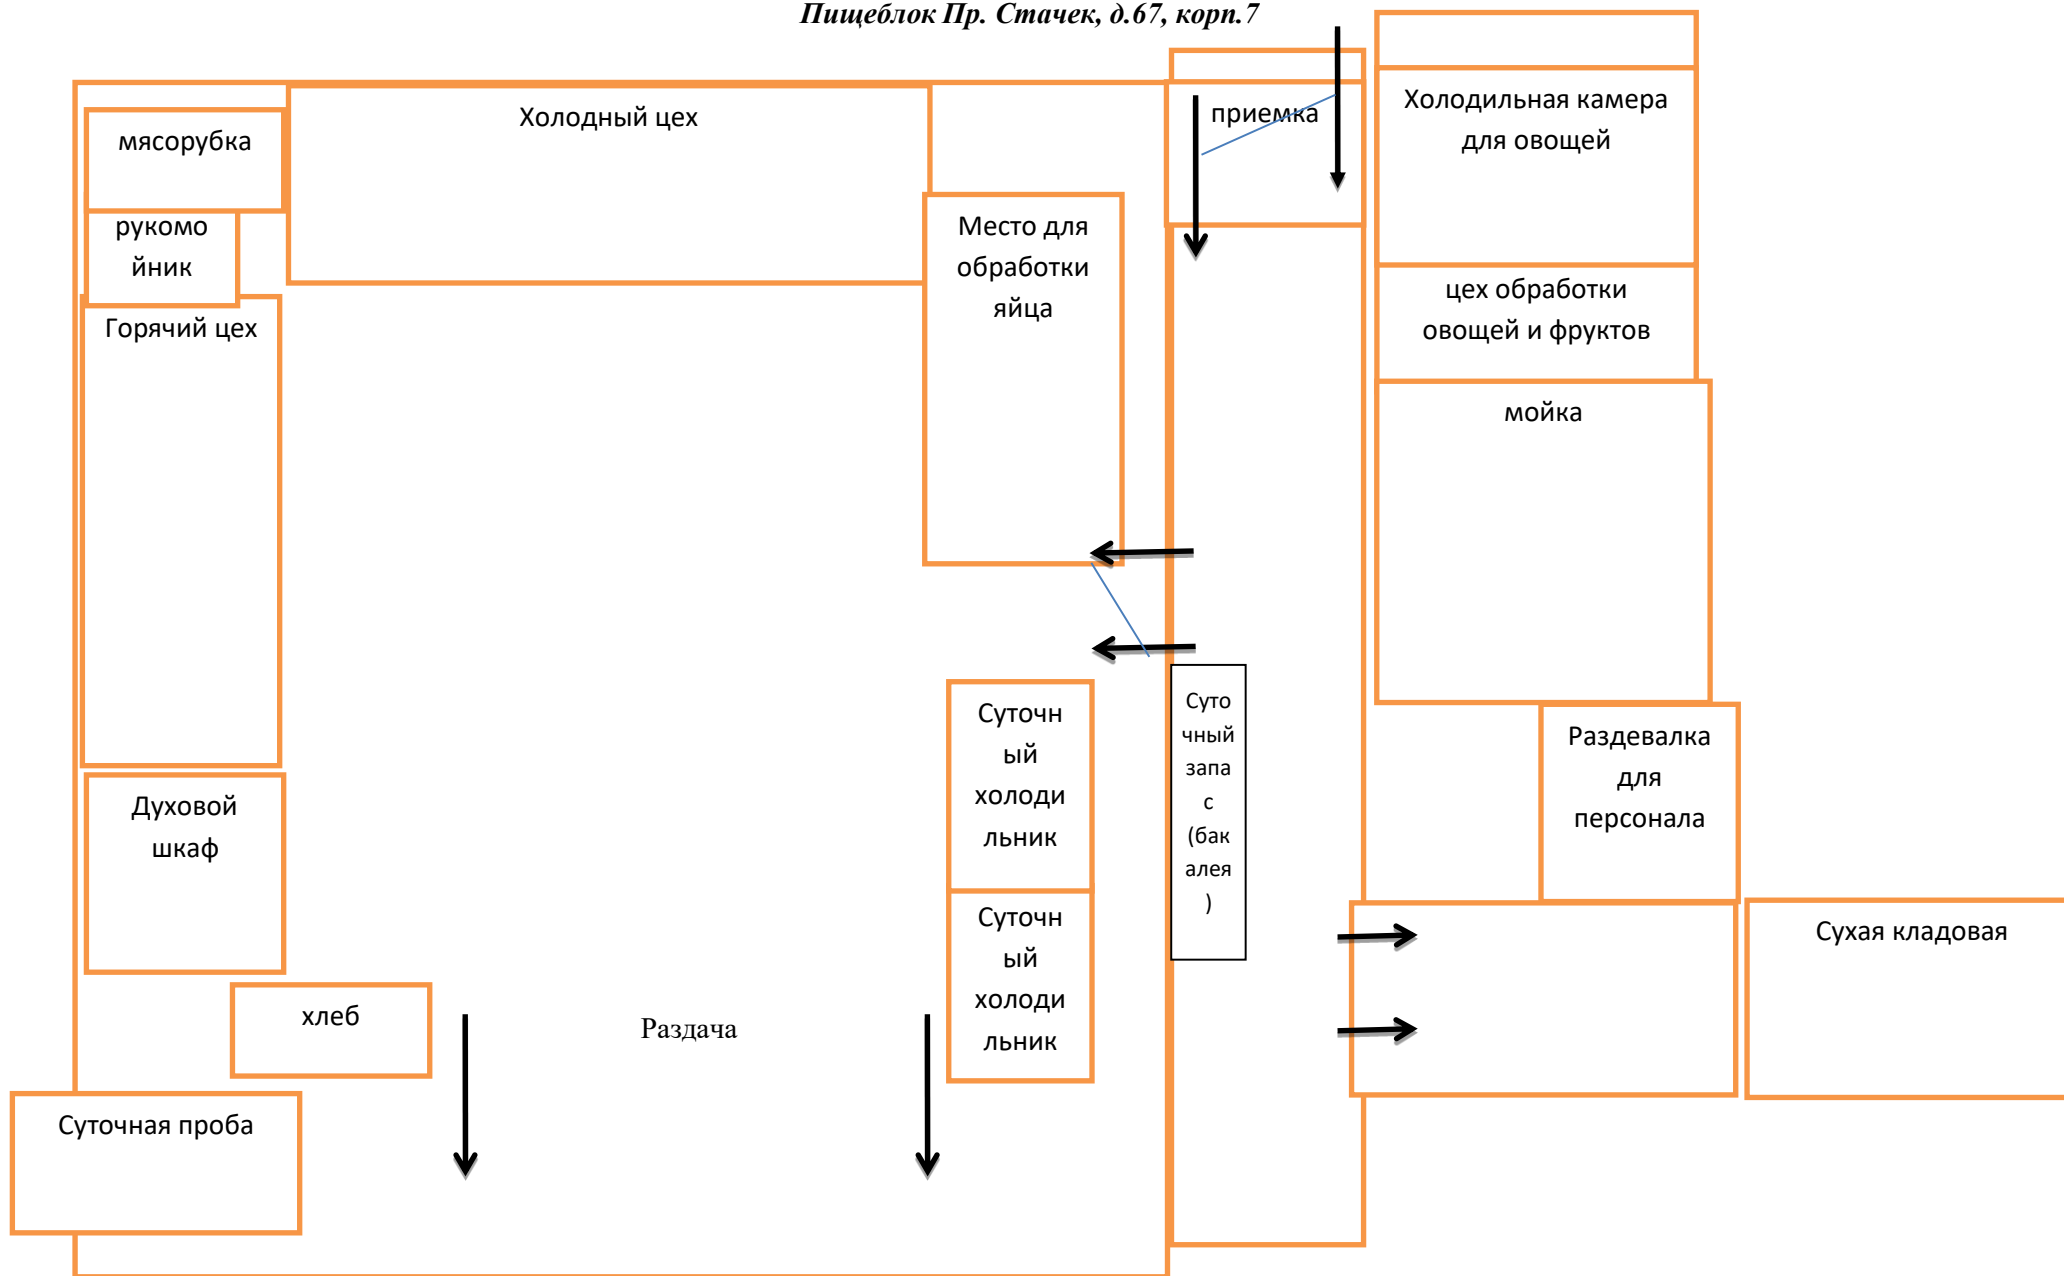 Пищеблок Пр. Стачек, д.67, корп.7
мясорубка
рукомо
йник
Горячий цех
Духовой
шкаф
хлеб
Суточная проба
Холодный цех
Раздача
Место для
обработки
яйца
Суточн
ый
холоди
льник
Суточн
ый
холоди
льник
приемка
Суто
чный
запа
с
(бак
алея
)
Холодильная камера
для овощей
цех обработки
овощей и фруктов
мойка
Раздевалка
для
персонала
Сухая кладовая